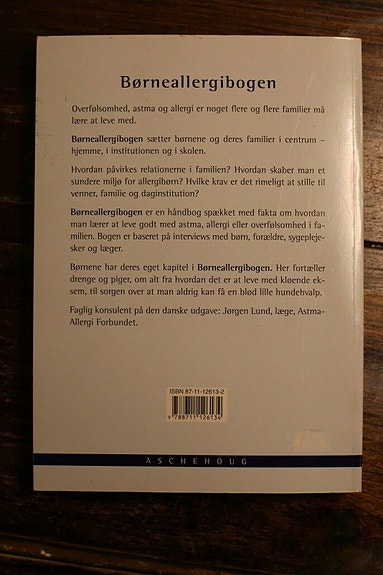 Børneallergibogen
Overfølsomhed, astma og allergi er noget flere og flere familier må
lære at leve med.
Børneallergibogen sætter børnene og deres familier i centrum –
hjemme, i institutionen og i skolen.
Hvordan påvirkes relationerne i familien? Hvordan skaber man et
sundere miljø for allergibørn? Hvilke krav er det rimeligt at stille til
venner, familie og daginstitution?
Børneallergibogen er en håndbog spækket med fakta om hvordan
man lærer at leve godt med astma, allergi eller overfølsomhed i fa-
milien. Bogen er baseret på interviews med børn, forældre, sygeplejer-
sker og læger.
Børnene har deres eget kapitel i Børneallergibogen. Her fortæller
drenge og piger, om alt fra hvordan det er at leve med kløende ek-
sem, til sorgen over at man aldrig kan få en blød lille hundehvalp.
Faglig konsulent på den danske udgave: Jørgen Lund, læge, Astma-
Allergi Forbundet.
ISBN 87-11-12613-2
9 788711 126134
ASCHEHOUG